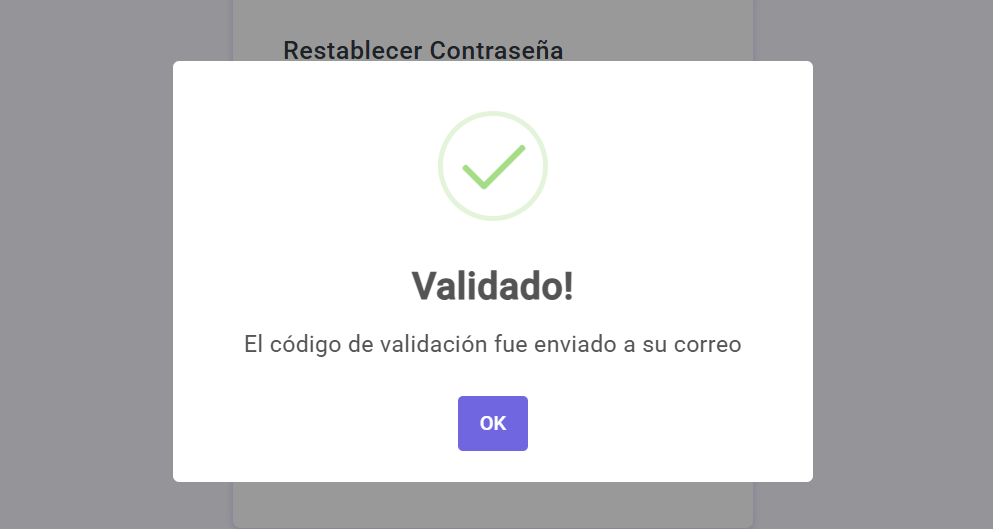 Restablecer Contraseña
Validado!
El código de validación fue enviado a su correo
OK